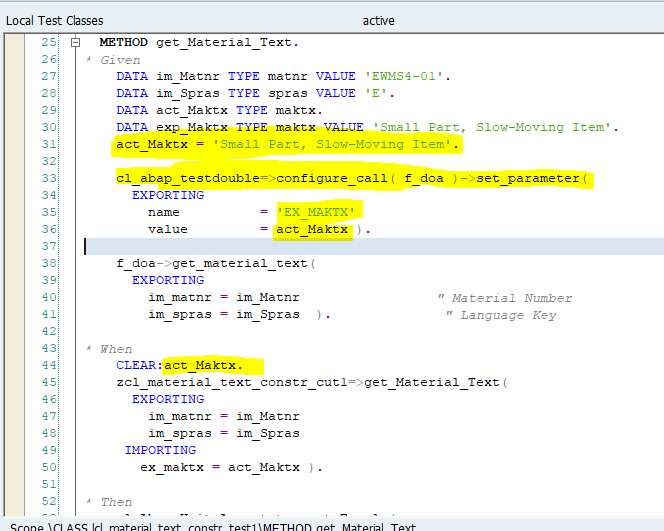 Local Test Classes active
25 METHOD get_Material_Text.
26 * Given
27 DATA im_Matnr TYPE matnr VALUE 'EWMS4-01'.
28 DATA im_Spras TYPE spras VALUE 'E'.
29 DATA act_Maktx TYPE maktx.
30 DATA exp_Maktx TYPE maktx VALUE 'Small Part, Slow-Moving Item'.
31 act_Maktx = 'Small Part, Slow-Moving Item'.
32
33 cl_abap_testdouble=>configure_call( f_doa )->set_parameter(
34 EXPORTING
35 name = 'EX_MAKTX'
36 value = act_Maktx ).
37
38 f_doa->get_material_text(
39 EXPORTING
40 im_matnr = im_Matnr " Material Number
41 im_spras = im_Spras ). " Language Key
42
43 * When
44 CLEAR:act_Maktx.
45 zcl_material_text_constr_cut1=>get_Material_Text(
46 EXPORTING
47 im_matnr = im_Matnr
48 im_spras = im_Spras
49 IMPORTING
50 ex_maktx = act_Maktx ).
51
52 * Then
Scope \CLASS lcl_material_text_constr_test1\METHOD get_Material_Text